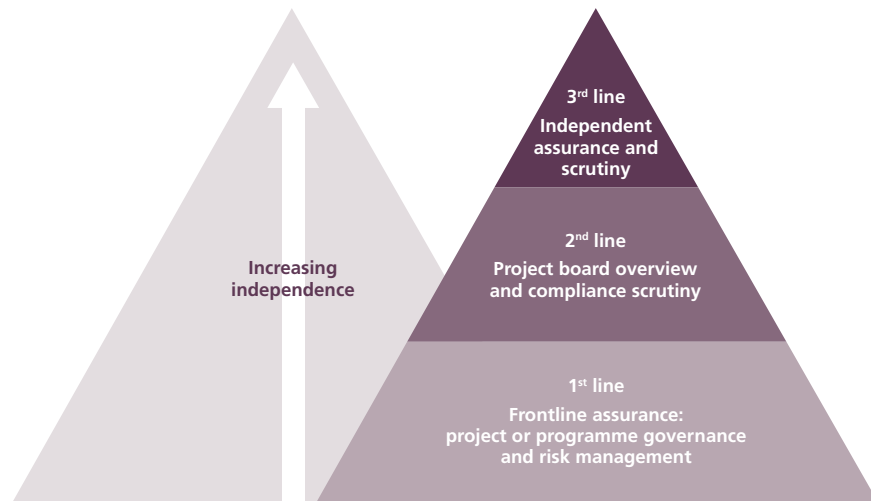 Increasing
independence
3rd line
Independent
assurance and
scrutiny
2nd line
Project board overview
and compliance scrutiny
1st line
Frontline assurance:
project or programme governance
and risk management